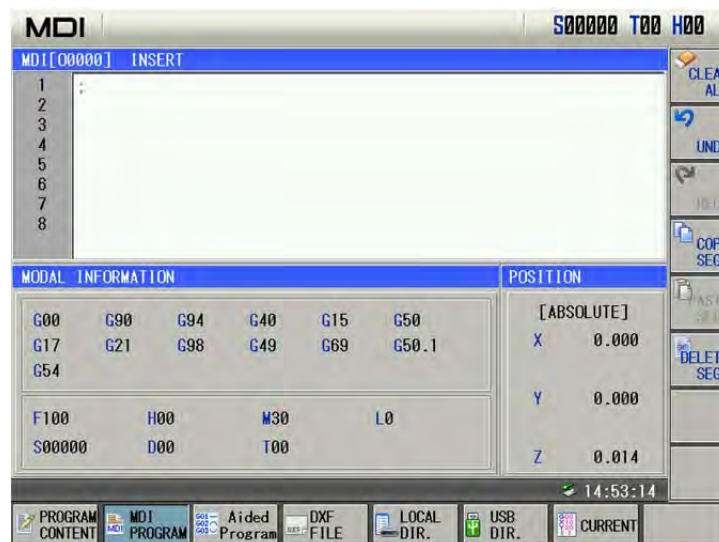 MDI S00000 T00 H00
MDI[O0000] INSERT
1 ;
2
3
4
5
6
7
8
CLEA
AL
UND
COP
SEG
DELET
SEG
MODAL INFORMATION
G00 G90 G94 G40 G15 G50
G17 G21 G98 G49 G69 G50.1
G54
F100 H00 M30 L0
S00000 D00 T00
POSITION
[ABSOLUTE]
X 0.000
Y 0.000
Z 0.014
14:53:14
PROGRAM
CONTENT
MDI
PROGRAM
Aided
Program
DXF
FILE
LOCAL
DIR.
USB
DIR.
CURRENT